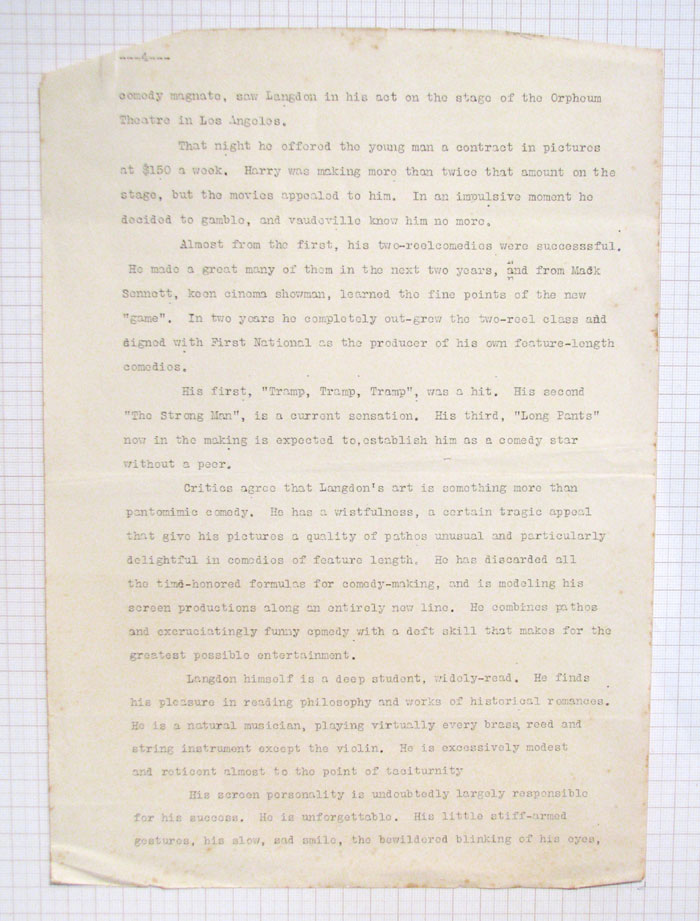 ---4---
comedy magnate, saw Langdon in his act on the stage of the Orpheum
Theatre in Los Angeles.
That night he offered the young man a contract in pictures
at $150 a week. Harry was making more than twice that amount on the
stage, but the movies appealed to him. In an impulsive moment he
decided to gamble, and vaudeville knew him no more.
Almost from the first, his two-reelcomedies were successsful.
He made a great many of them in the next two years, and from Mack
Sennett, keen cinema showman, learned the fine points of the new
"game". In two years he completely out-grew the two-reel class and
digned with First National as the producer of his own feature-length
comedies.
His first, "Tramp, Tramp, Tramp", was a hit. His second
"The Strong Man", is a current sensation. His third, "Long Pants"
now in the making is expected to,establish him as a comedy star
without a peer.
Critics agree that Langdon's art is something more than
pantomimic comedy. He has a wistfulness, a certain tragic appeal
that give his pictures a quality of pathos unusual and particularly
delightful in comedies of feature length. He has discarded all
the time-honored formulas for comedy-making, and is modeling his
screen productions along an entirely new line. He combines pathos
and excruciatingly funny cpmedy with a deft skill that makes for the
greatest possible entertainment.
Langdon himself is a deep student, widely-read. He finds
his pleasure in reading philosophy and works of historical romances.
He is a natural musician, playing virtually every brass, reed and
string instrument except the violin. He is excessively modest
and reticent almost to the point of taciturnity
His screen personality is undoubtedly largely responsible
for his success. He is unforgettable. His little stiff-armed
gestures, his slow, sad smile, the bewildered blinking of his eyes,